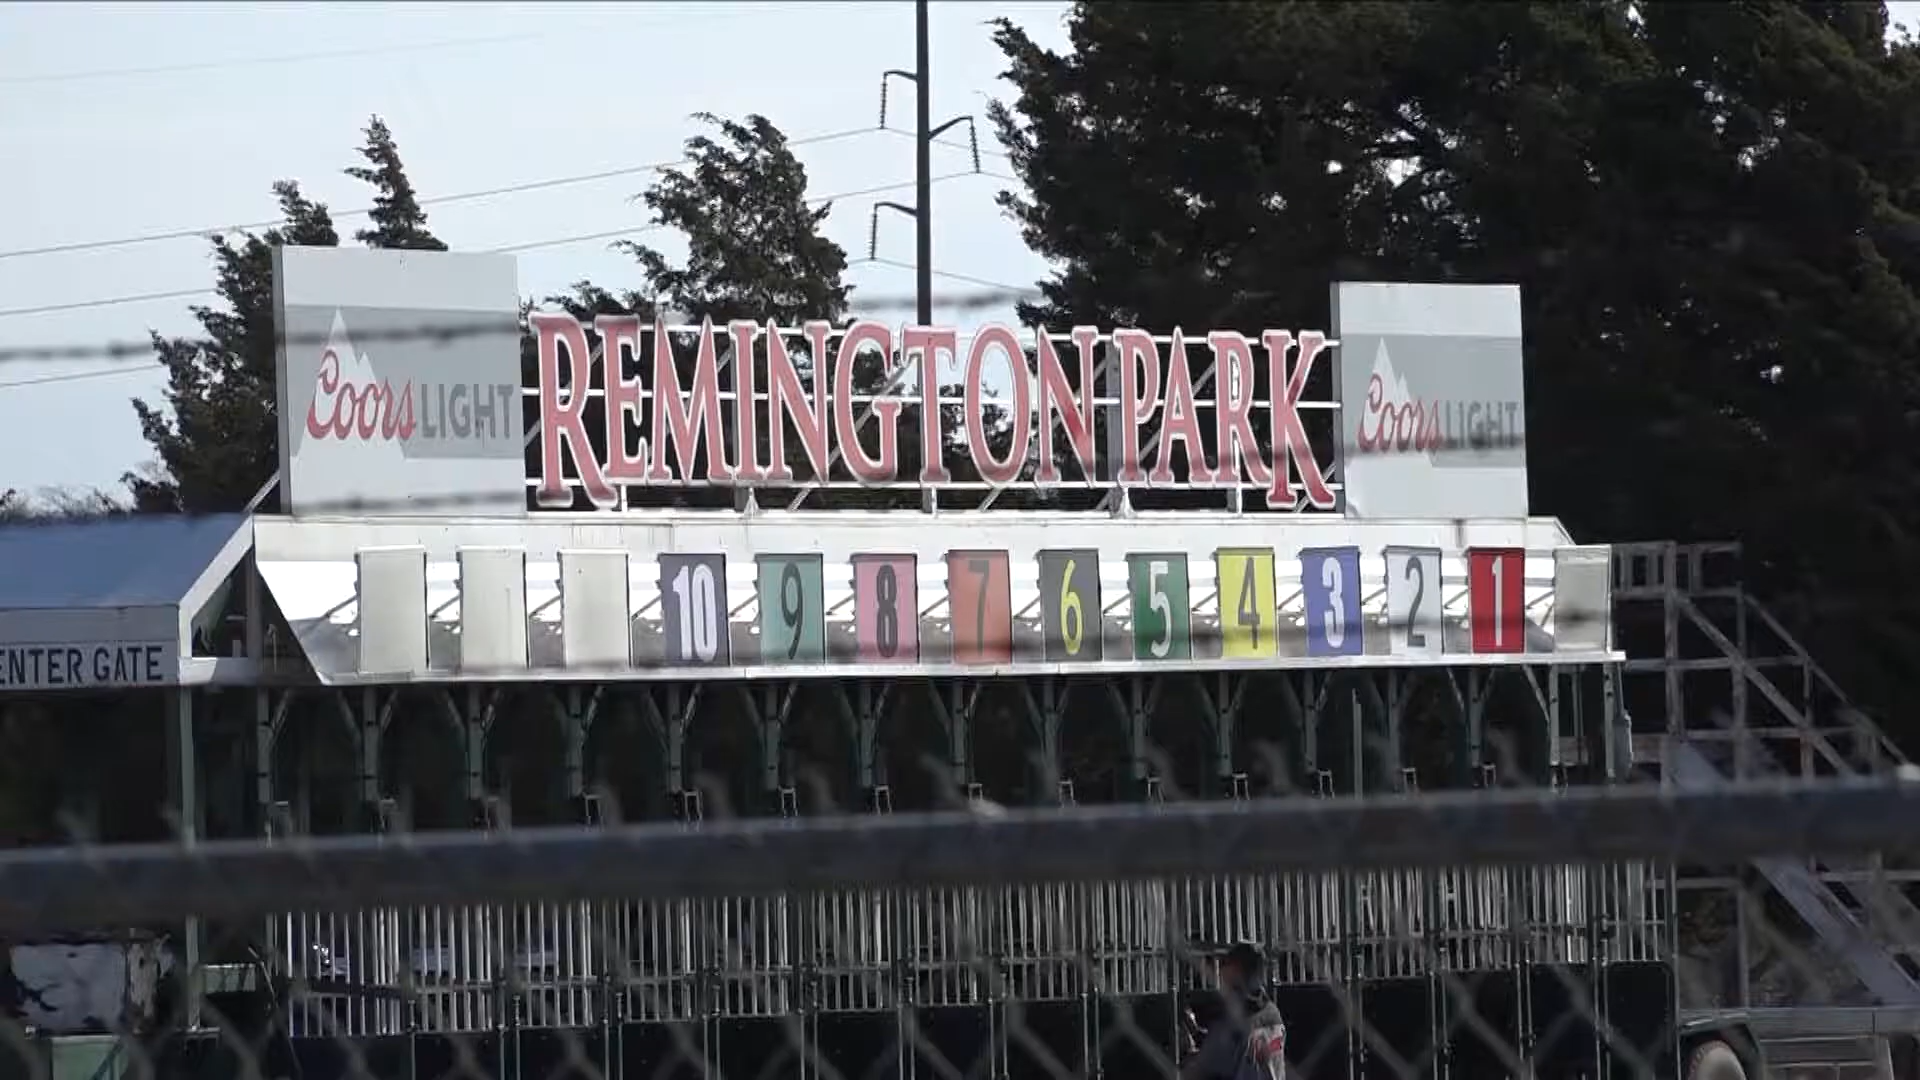 Coors LIGHT
REMINGTON PARK
Coors LIGHT
10 9 8 7 6 5 4 3 2 1
ENTER GATE